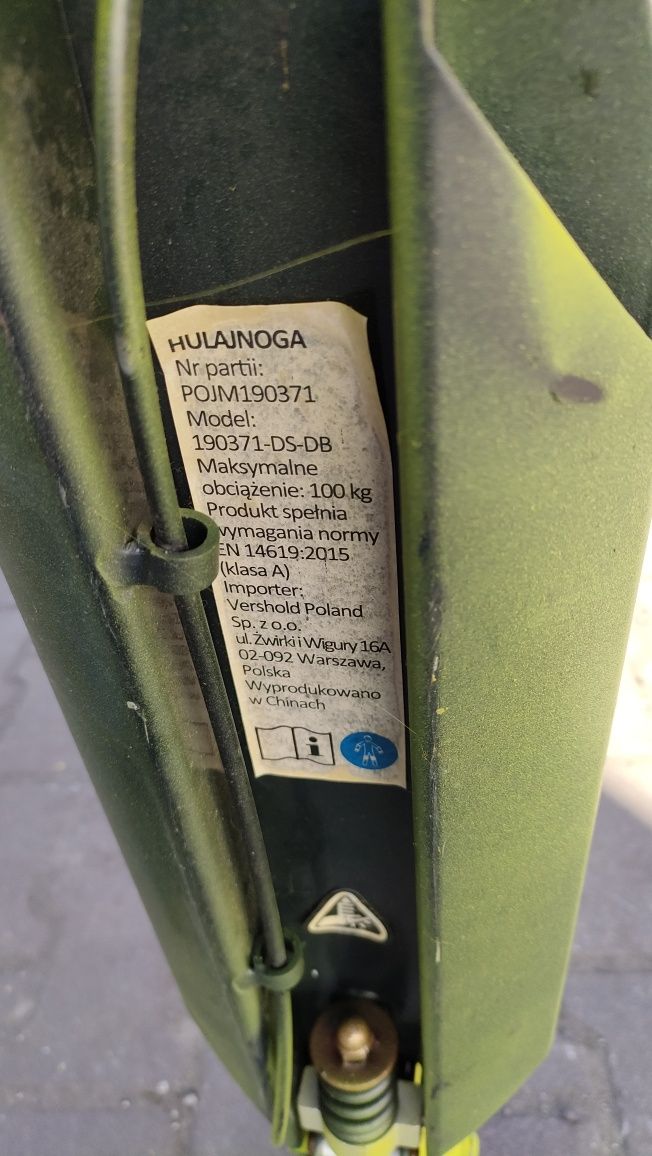 HULAJNOGA
Nr partii:
POJM190371
Model:
190371-DS-DB
Maksymalne
obciążenie: 100 kg
Produkt spełnia
wymagania normy
EN 14619:2015
(klasa A)
Importer:
Vershold Poland
Sp. z o.o.
ul. Żwirki i Wigury 16A
02-092 Warszawa,
Polska
Wyprodukowano
w Chinach